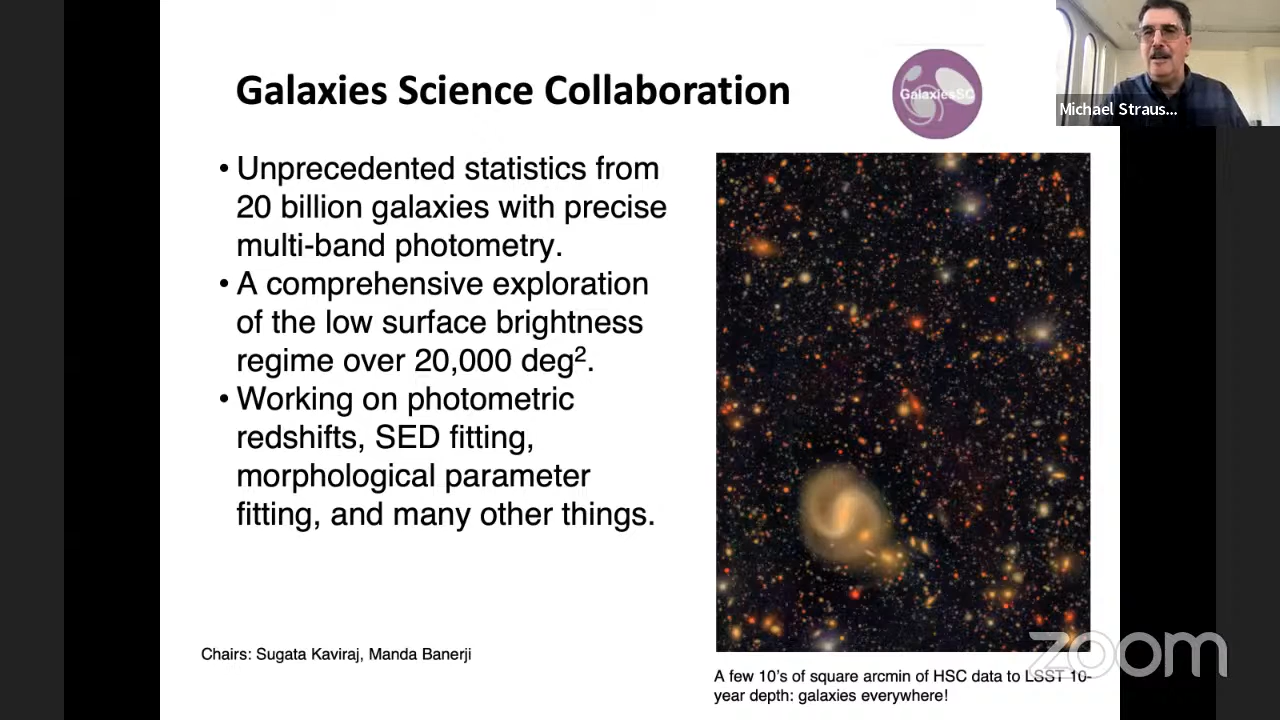 Galaxies Science Collaboration
GalaxiesSC
Michael Straus...
• Unprecedented statistics from
20 billion galaxies with precise
multi-band photometry.
• A comprehensive exploration
of the low surface brightness
regime over 20,000 deg².
• Working on photometric
redshifts, SED fitting,
morphological parameter
fitting, and many other things.
Chairs: Sugata Kaviraj, Manda Banerji
A few 10's of square arcmin of HSC data to LSST 10-
year depth: galaxies everywhere!
zoom